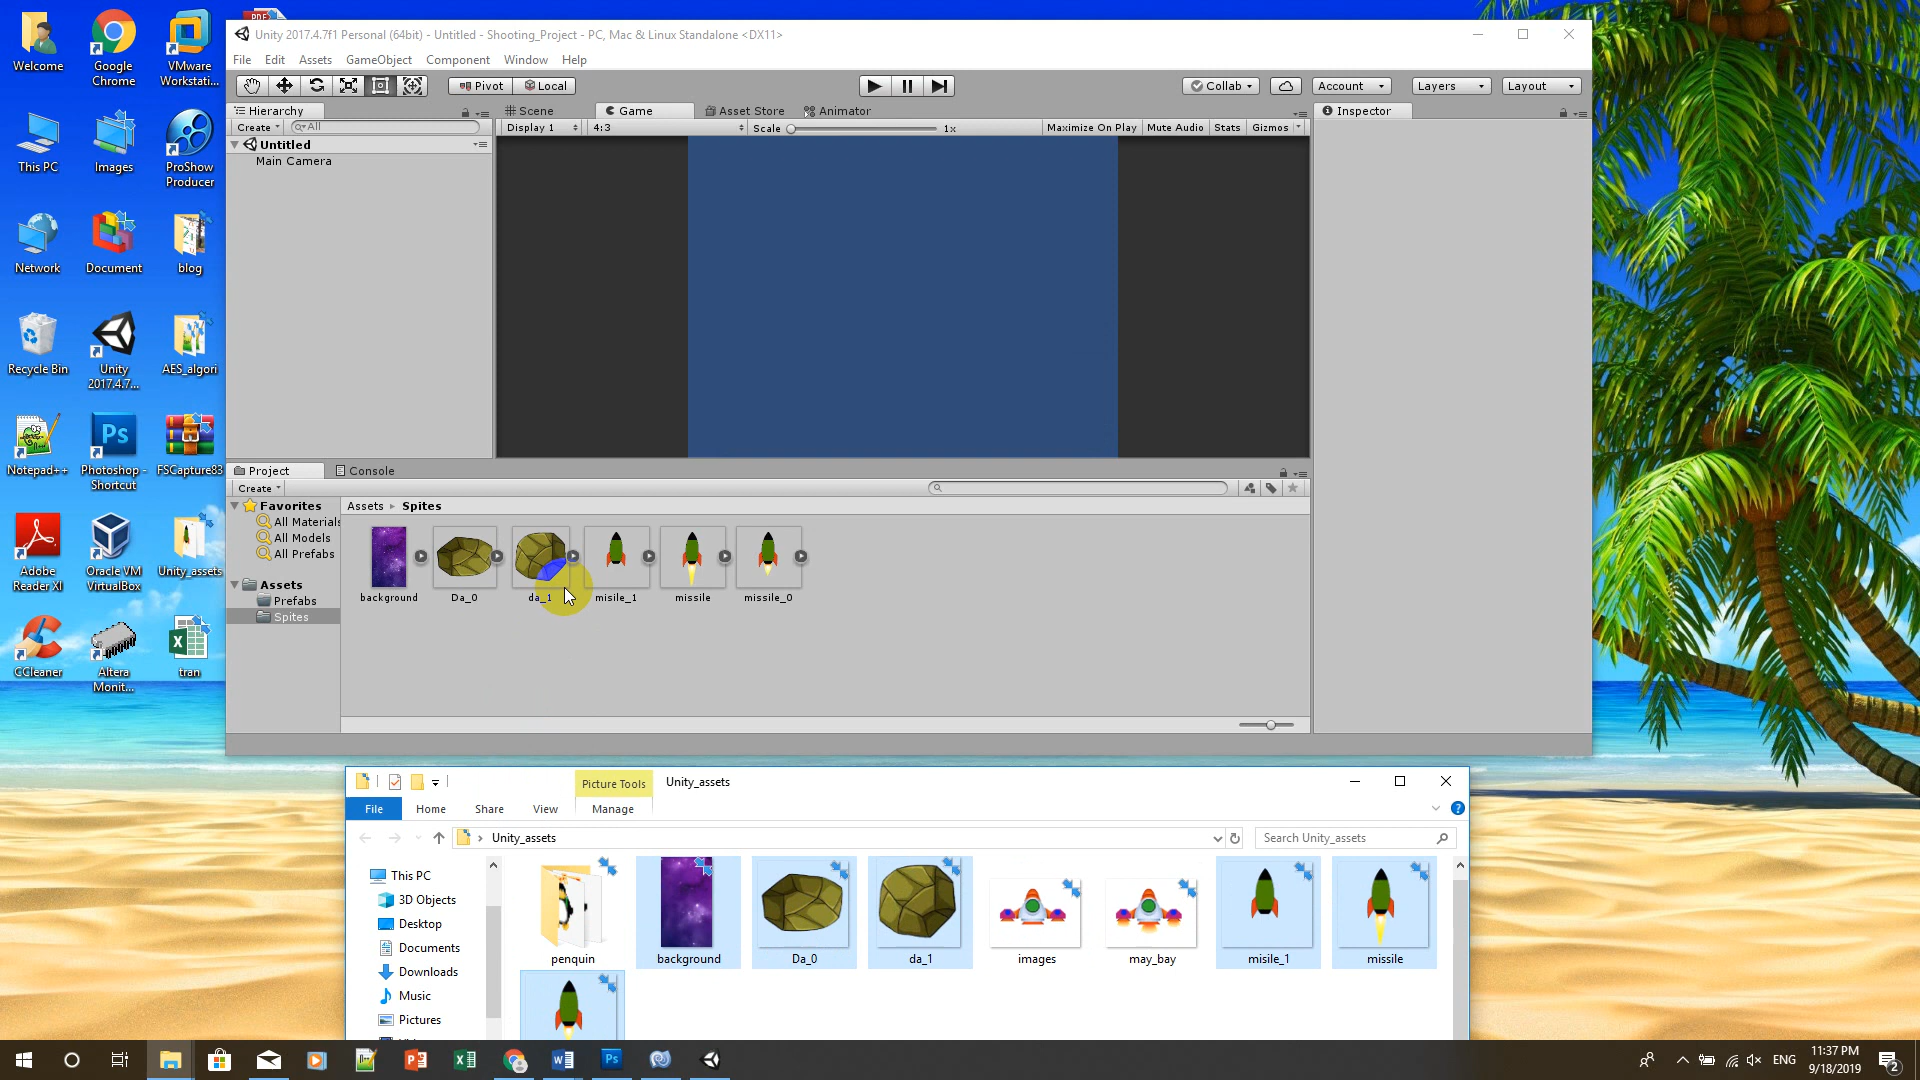 Welcome
Google
Chrome
VMware
Workstati...
PDF
This PC
Images
ProShow
Producer
Network
Document
blog
Recycle Bin
Unity
2017.4.7...
AES_algori
Notepad++
Photoshop -
Shortcut
FSCapture83
Adobe
Reader XI
Oracle VM
VirtualBox
Unity_assets
CCleaner
Altera
Monit...
tran
Unity 2017.4.7f1 Personal (64bit) - Untitled - Shooting_Project - PC, Mac & Linux Standalone <DX11>
File Edit Assets GameObject Component Window Help
Pivot Local
Collab
Account
Layers
Layout
Hierarchy
Create
All
Untitled
Main Camera
Scene
Game
Asset Store
Animator
Display 1
4:3
Scale
1x
Maximize On Play Mute Audio Stats Gizmos
Inspector
Project
Console
Create
Favorites
All Materials
All Models
All Prefabs
Assets
Prefabs
Spites
Assets Spites
background Da_0 da_1 misile_1 missile missile_0
Picture Tools
Unity_assets
File Home Share View Manage
Unity_assets
Search Unity_assets
This PC
3D Objects
Desktop
Documents
Downloads
Music
Pictures
penquin background Da_0 da_1 images may_bay misile_1 missile
Ps
ENG
11:37 PM
9/18/2019
2